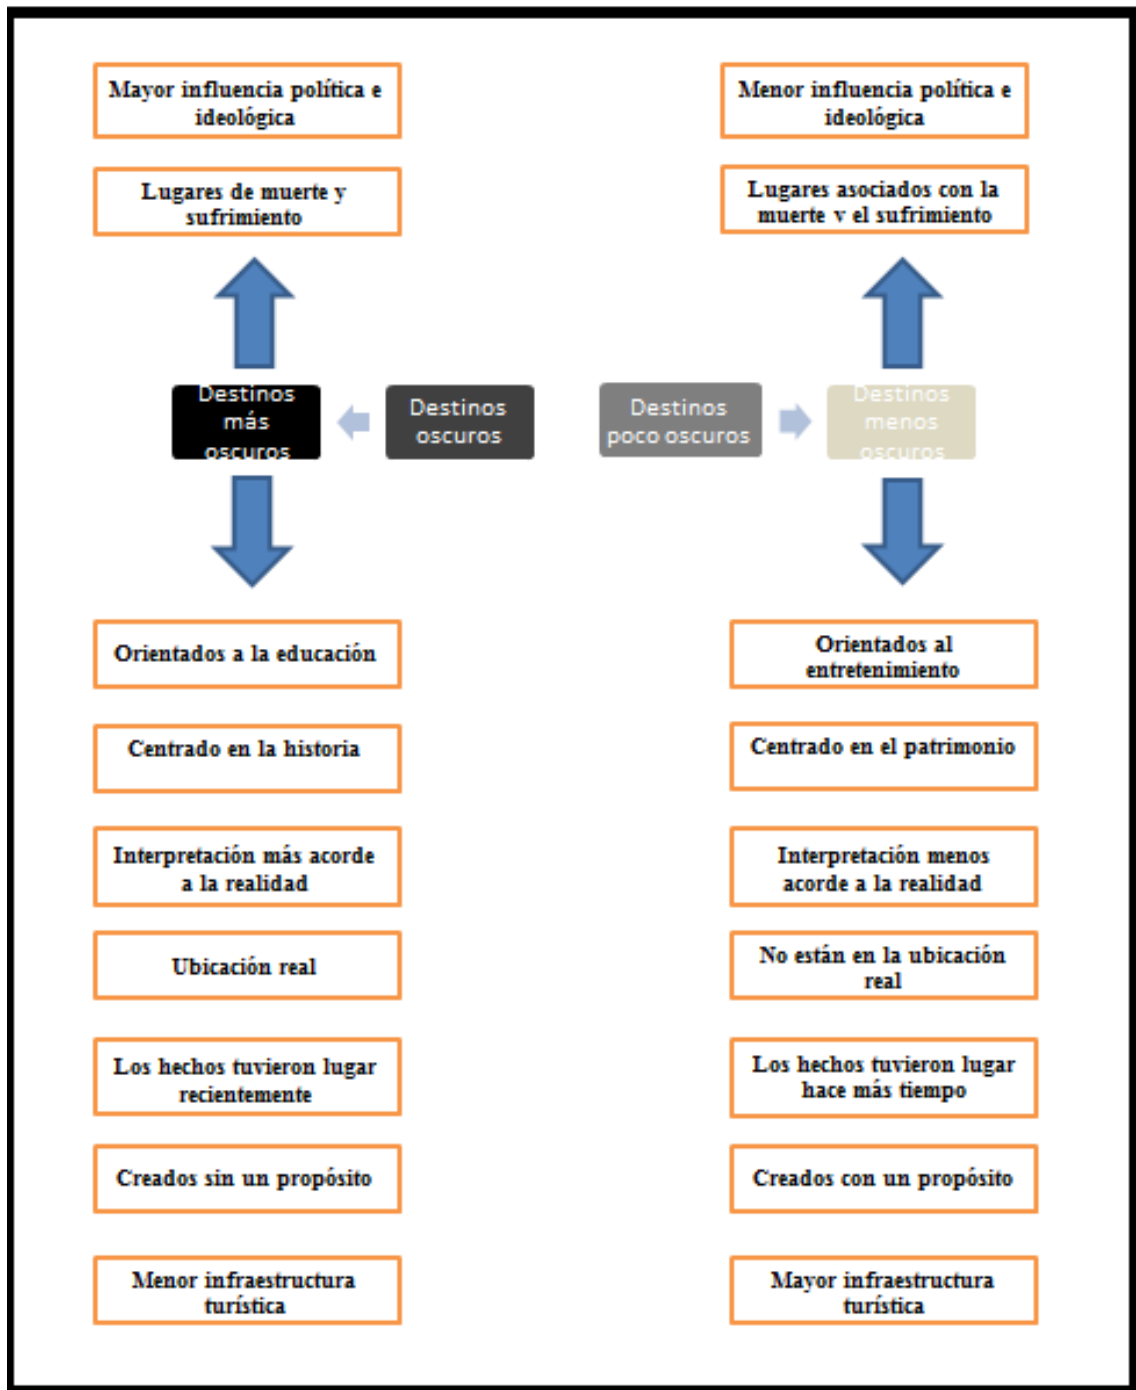 Mayor influencia política e
ideológica
Menor influencia política e
ideológica
Lugares de muerte y
sufrimiento
Lugares asociados con la
muerte y el sufrimiento
Destinos
más
oscuros
Destinos
oscuros
Destinos
poco oscuros
Destinos
menos
oscuros
Orientados a la educación
Orientados al
entretenimiento
Centrado en la historia
Centrado en el patrimonio
Interpretación más acorde
a la realidad
Interpretación menos
acorde a la realidad
Ubicación real
No están en la ubicación
real
Los hechos tuvieron lugar
recientemente
Los hechos tuvieron lugar
hace más tiempo
Creados sin un propósito
Creados con un propósito
Menor infraestructura
turística
Mayor infraestructura
turística